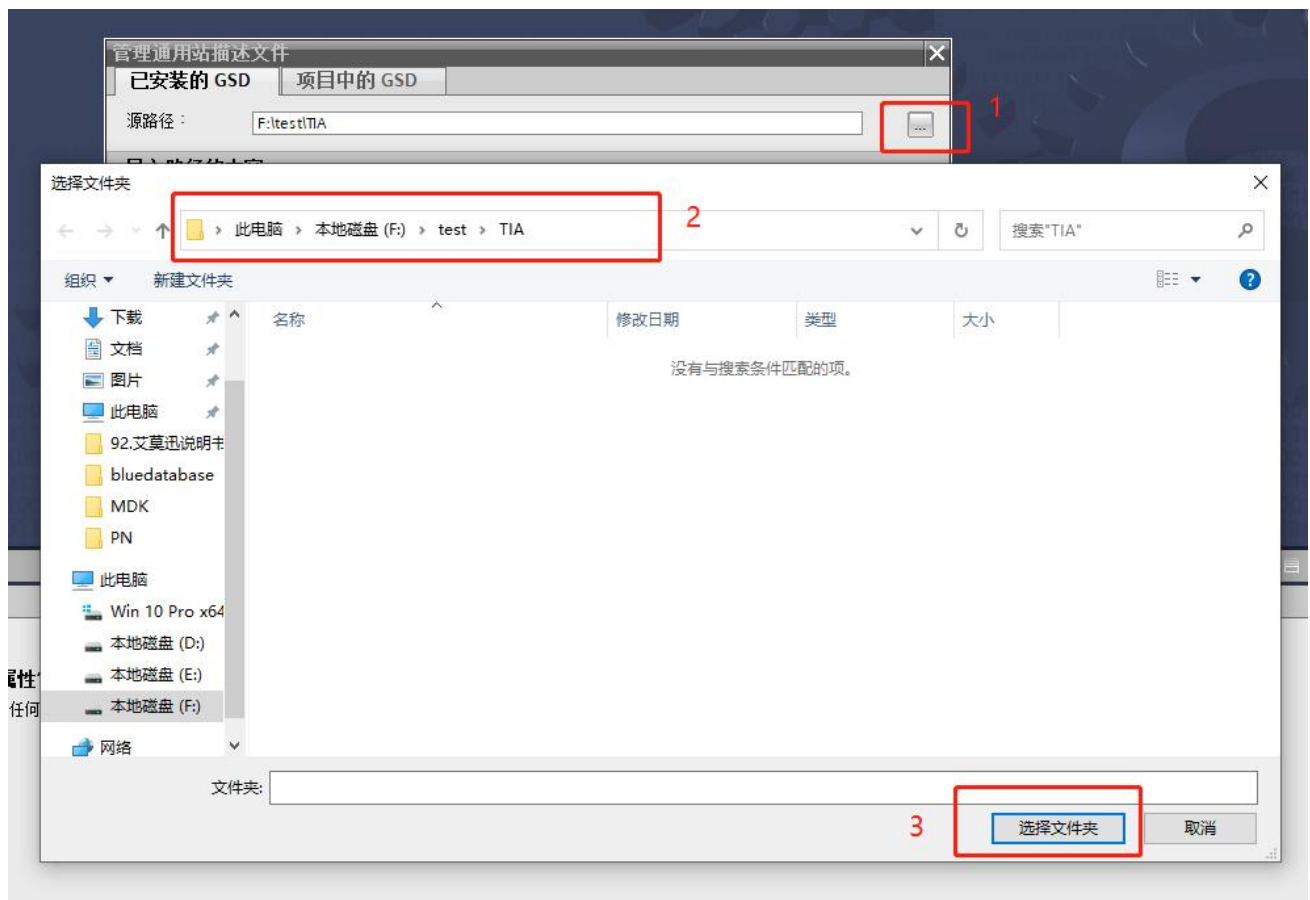 管理通用站描述文件
已安装的 GSD 项目中的 GSD
源路径： F:\test\TIA ... 1
选择文件夹
此电脑 › 本地磁盘 (F:) › test › TIA 2 搜索"TIA"
组织 新建文件夹
下载 名称 修改日期 类型 大小
文档
没有与搜索条件匹配的项。
图片
此电脑
92.艾莫迅说明书
bluedatabase
MDK
PN
此电脑
Win 10 Pro x64
本地磁盘 (D:)
本地磁盘 (E:)
属性
本地磁盘 (F:)
任何
网络
文件夹:
3 选择文件夹 取消